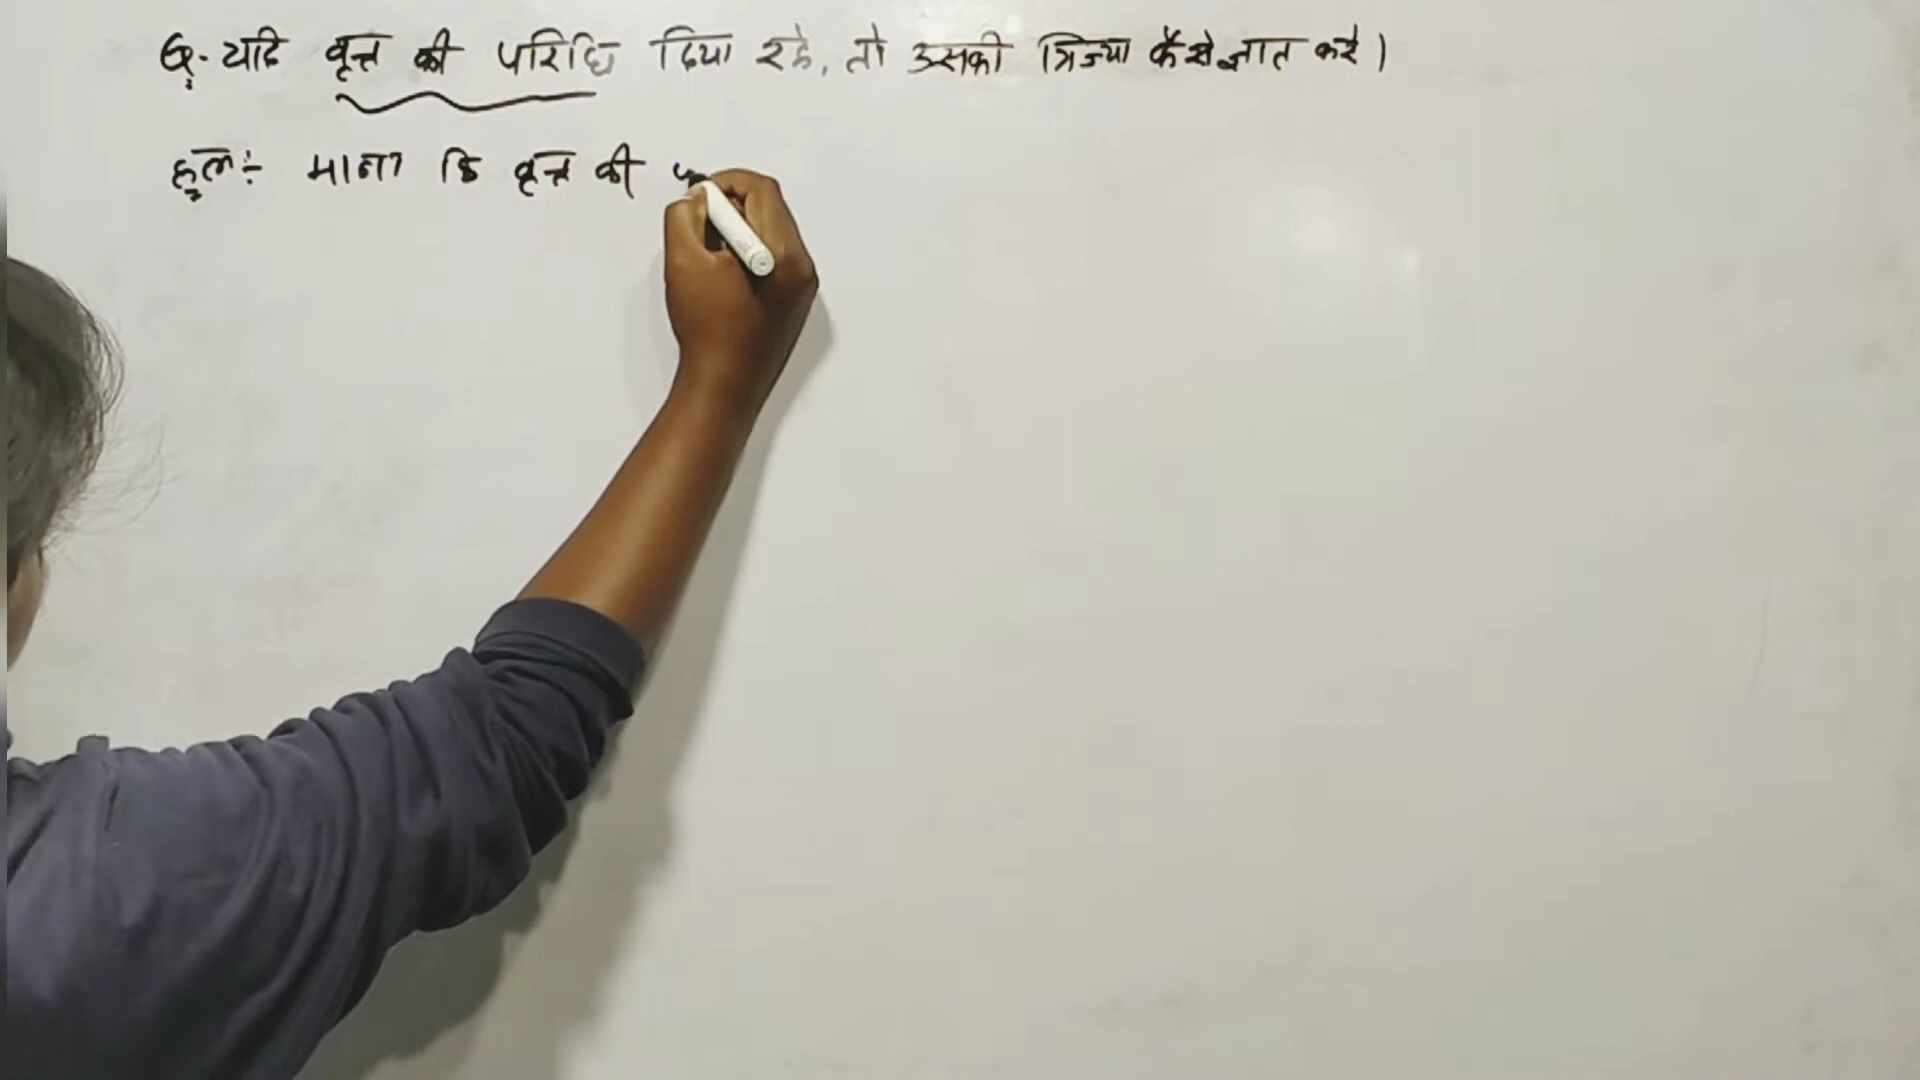 Q. यदि वृत्त की परिधि दिया रहे, तो उसकी त्रिज्या कैसे ज्ञात करे।
हल:- माना कि वृत्त की प